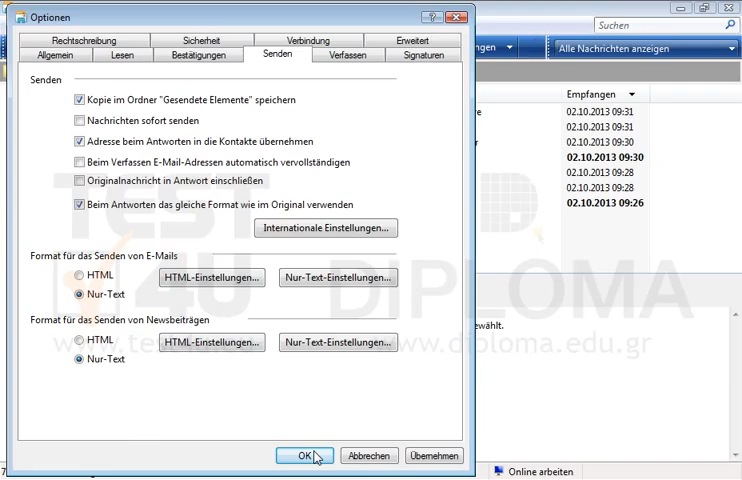 Optionen
Suchen
Rechtschreibung Sicherheit Verbindung Erweitert
Allgemein Lesen Bestätigungen Senden Verfassen Signaturen
ngen Alle Nachrichten anzeigen
Senden
Empfangen
Kopie im Ordner "Gesendete Elemente" speichern
02.10.2013 09:31
Nachrichten sofort senden
02.10.2013 09:31
Adresse beim Antworten in die Kontakte übernehmen
02.10.2013 09:30
Beim Verfassen E-Mail-Adressen automatisch vervollständigen
02.10.2013 09:30
Originalnachricht in Antwort einschließen
02.10.2013 09:28
02.10.2013 09:28
Beim Antworten das gleiche Format wie im Original verwenden
02.10.2013 09:26
Internationale Einstellungen...
Format für das Senden von E-Mails
HTML HTML-Einstellungen... Nur-Text-Einstellungen...
Nur-Text
Format für das Senden von Newsbeiträgen
ewählt.
HTML HTML-Einstellungen... Nur-Text-Einstellungen...
Nur-Text
TEST4U DIPLOMA
www.test4u.eu www.diploma.edu.gr
OK Abbrechen Übernehmen
Online arbeiten